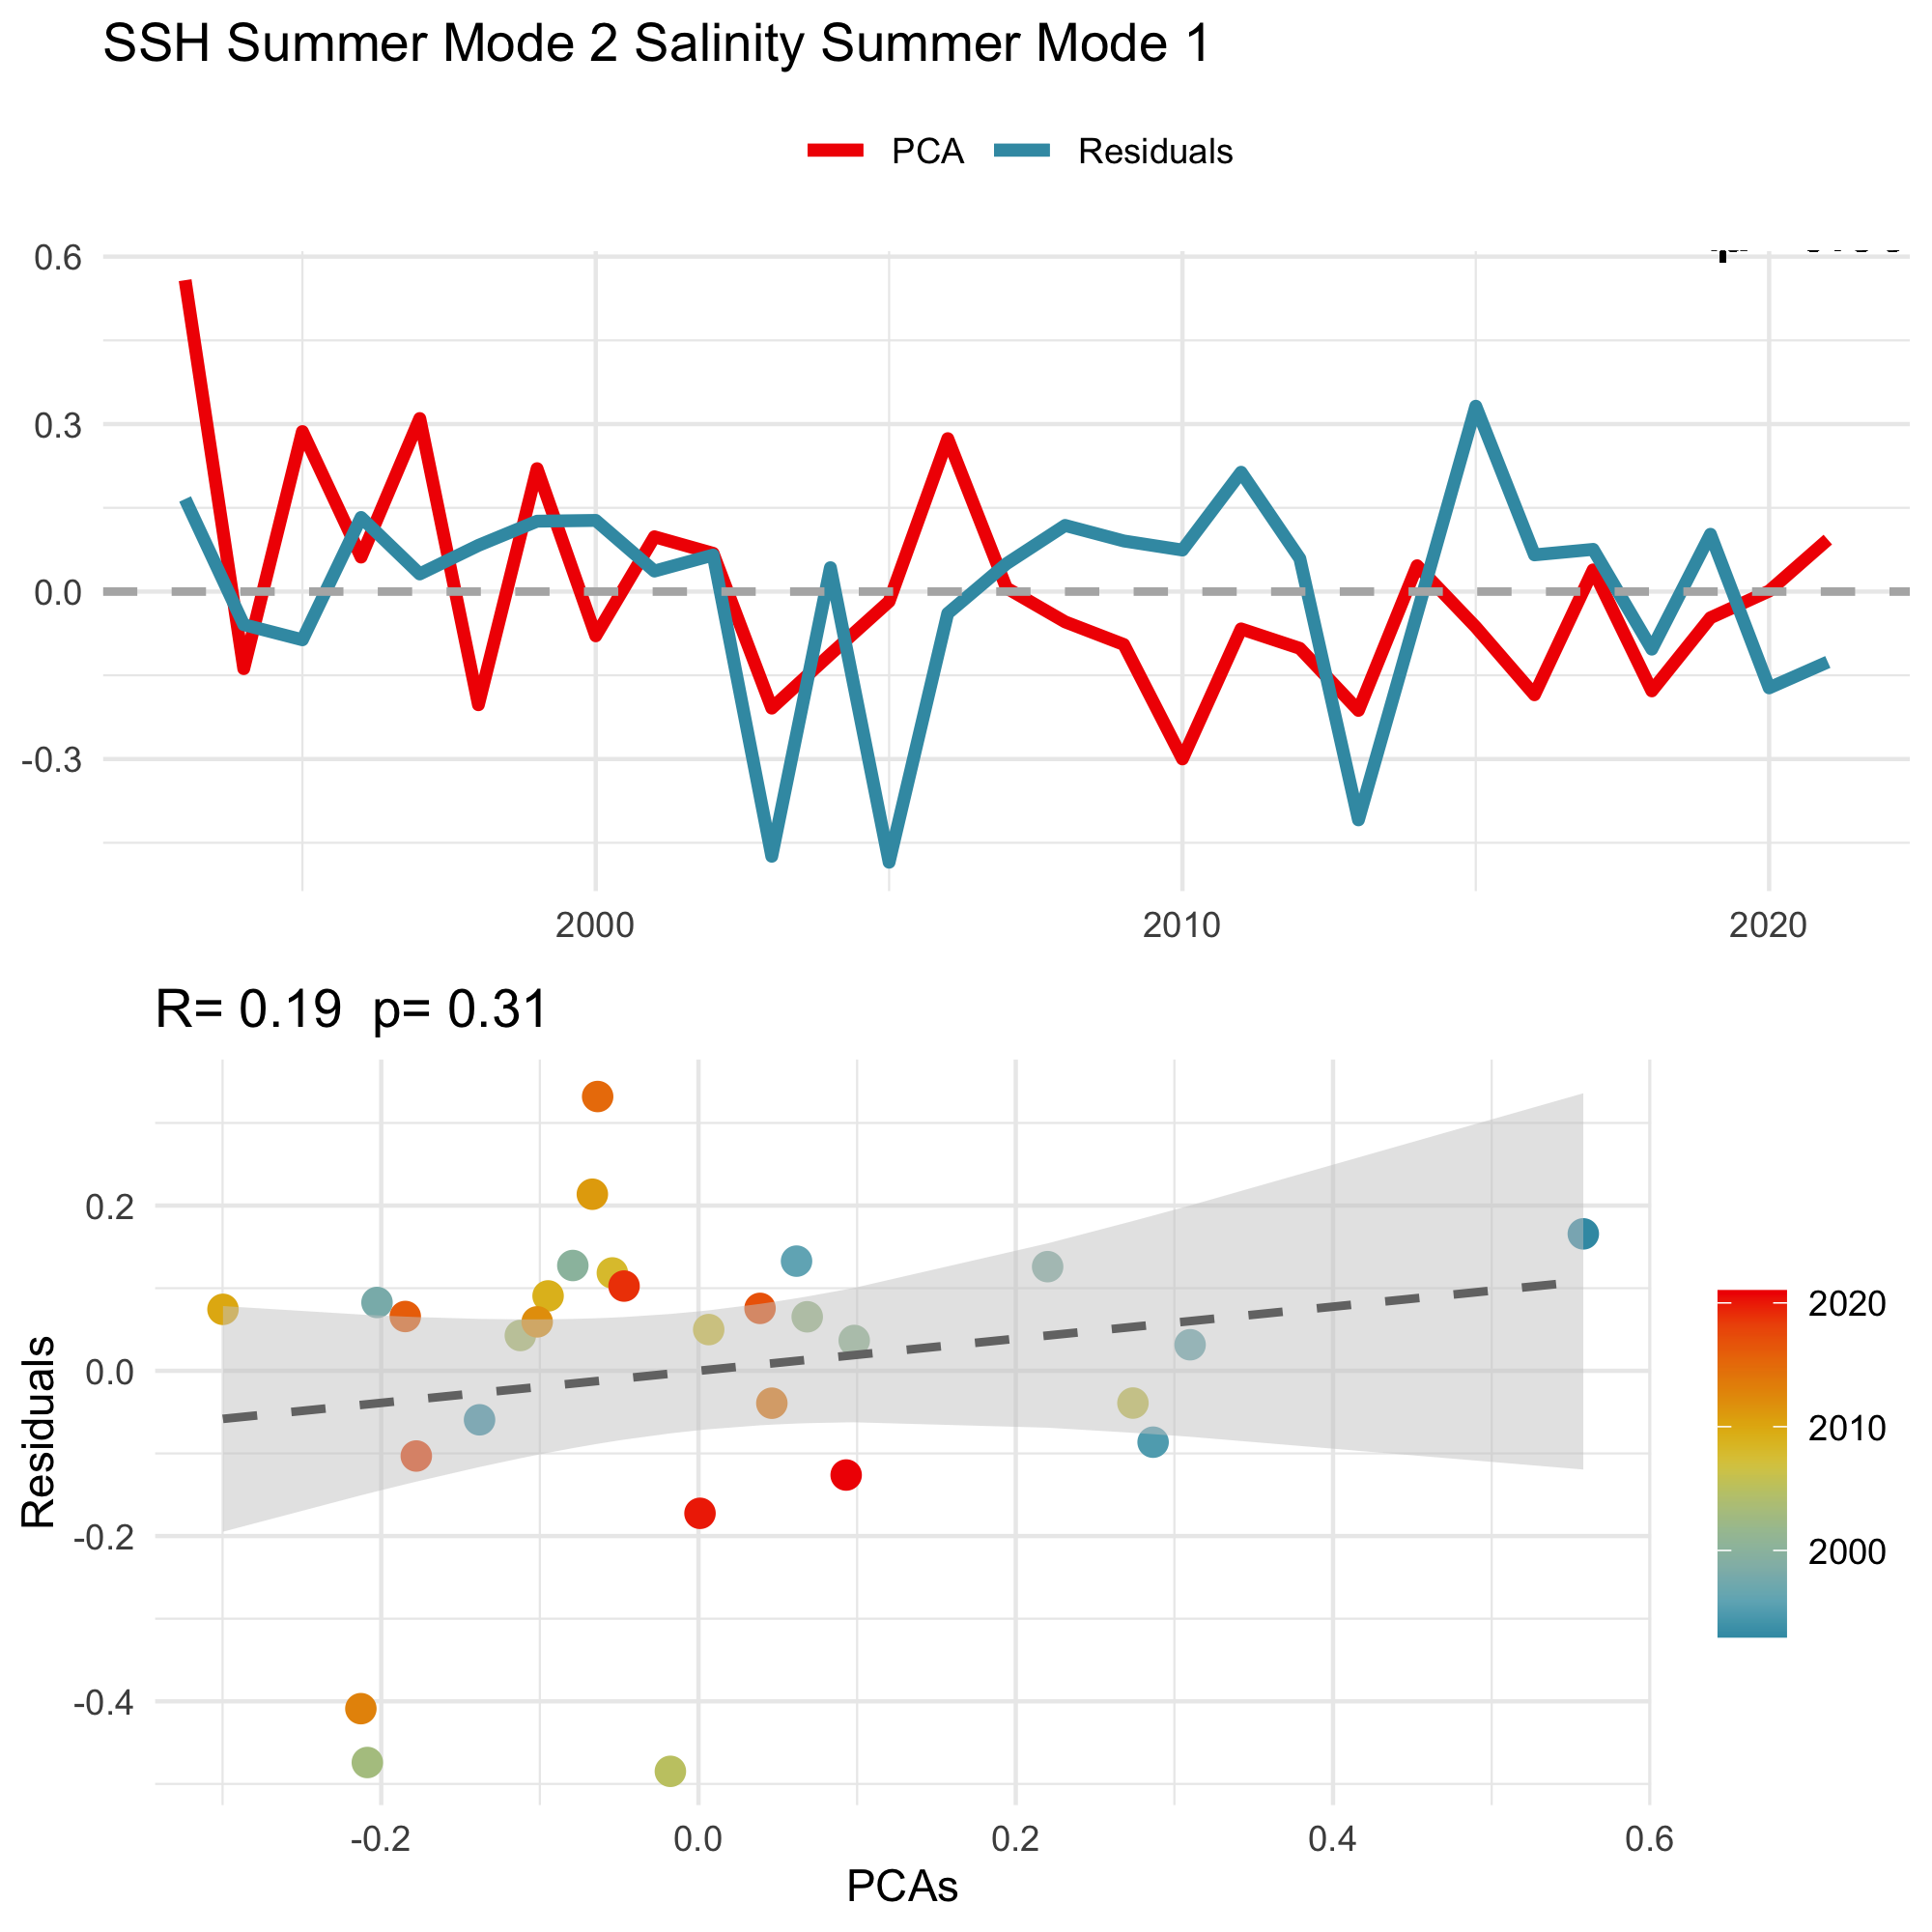 SSH Summer Mode 2 Salinity Summer Mode 1
PCA Residuals
0.6
0.3
0.0
-0.3
2000 2010 2020
R= 0.19 p= 0.31
Residuals
0.2
0.0
-0.2
-0.4
-0.2 0.0 0.2 0.4 0.6
PCAs
2020
2010
2000